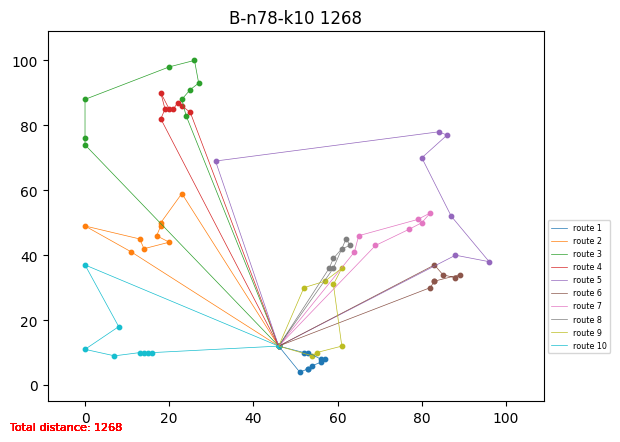 B-n78-k10 1268
100
80
60
40
20
0
0 20 40 60 80 100
route 1
route 2
route 3
route 4
route 5
route 6
route 7
route 8
route 9
route 10
Total distance: 1268